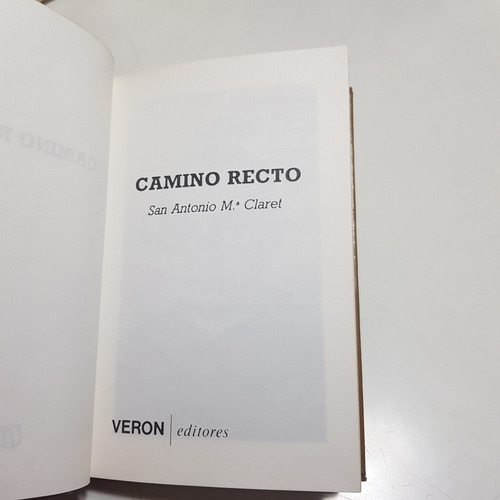 CAMINO RECTO
San Antonio M.ª Claret
VERON | editores